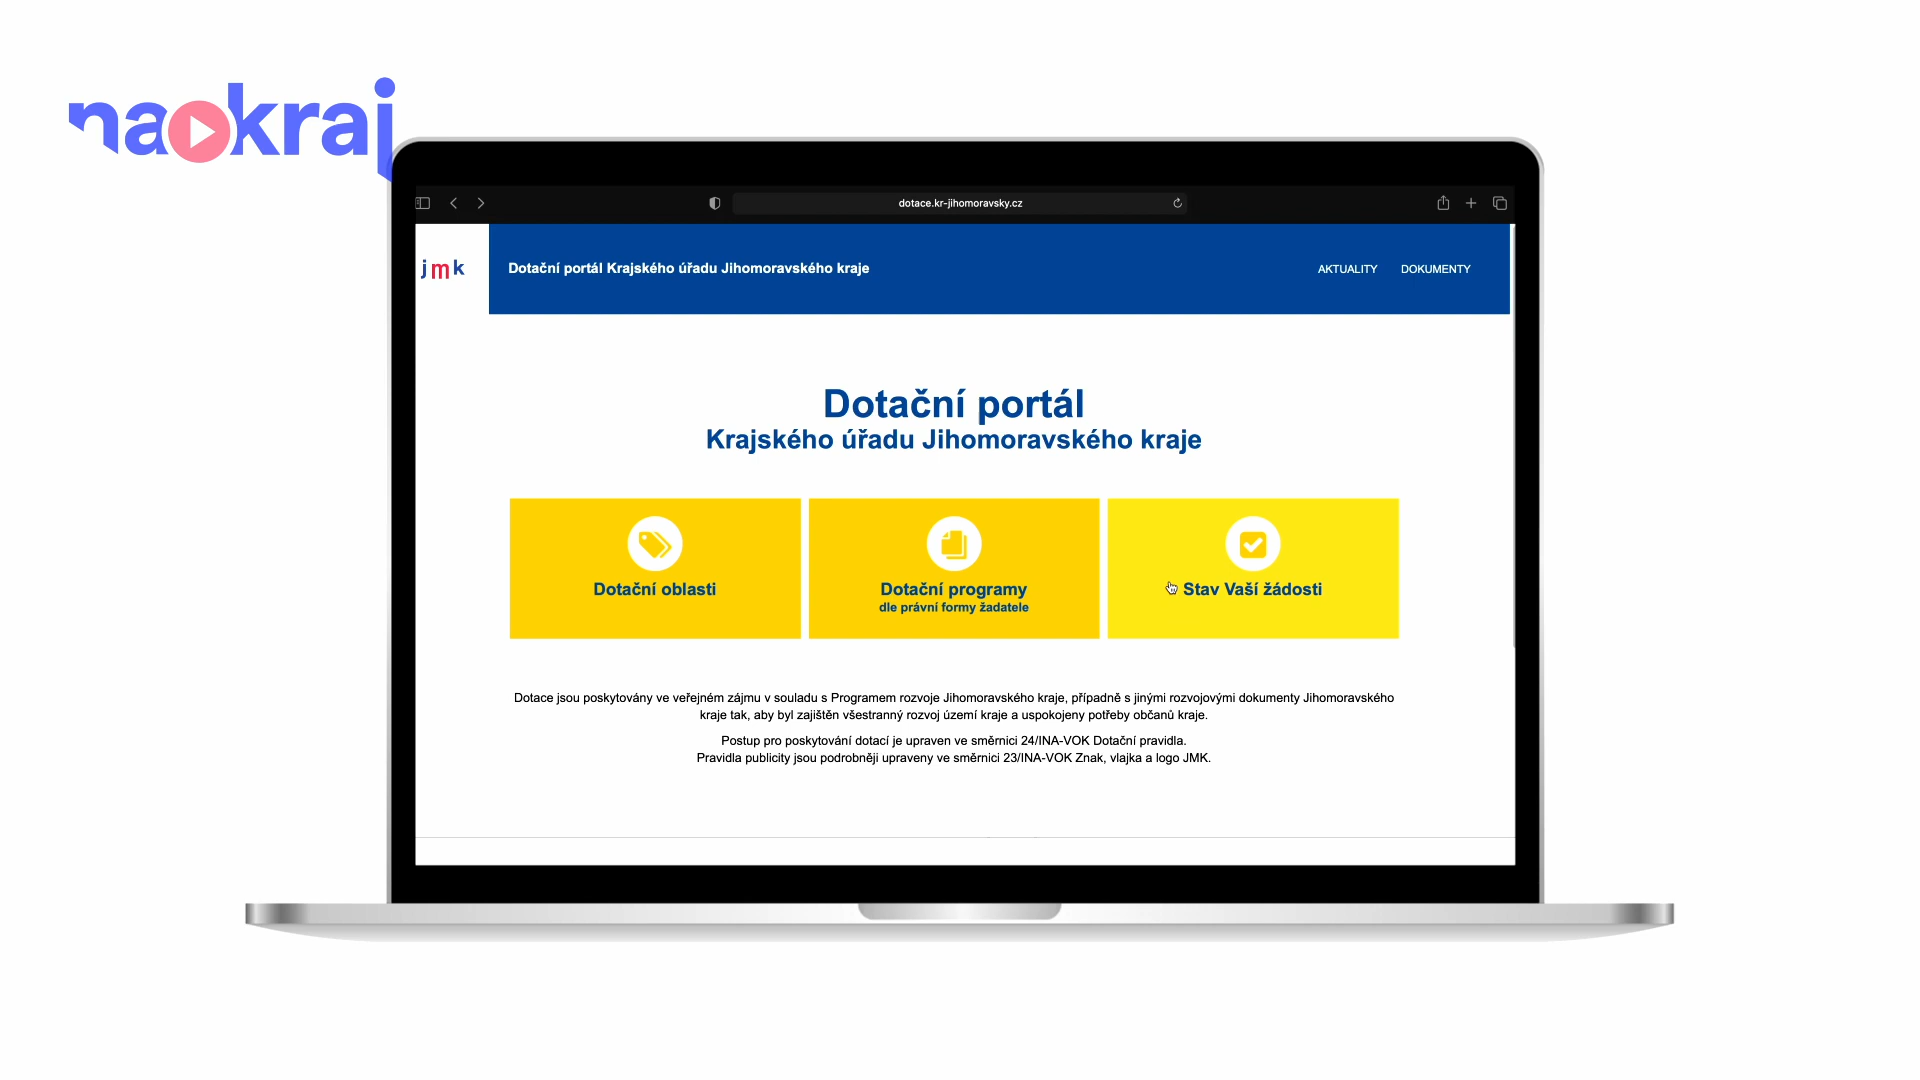 naokraj
dotace.kr-jihomoravsky.cz
jmk
Dotační portál Krajského úřadu Jihomoravského kraje
AKTUALITY
DOKUMENTY
Dotační portál
Krajského úřadu Jihomoravského kraje
Dotační oblasti
Dotační programy
dle právní formy žadatele
Stav Vaší žádosti
Dotace jsou poskytovány ve veřejném zájmu v souladu s Programem rozvoje Jihomoravského kraje, případně s jinými rozvojovými dokumenty Jihomoravského
kraje tak, aby byl zajištěn všestranný rozvoj území kraje a uspokojeny potřeby občanů kraje.
Postup pro poskytování dotací je upraven ve směrnici 24/INA-VOK Dotační pravidla.
Pravidla publicity jsou podrobněji upraveny ve směrnici 23/INA-VOK Znak, vlajka a logo JMK.